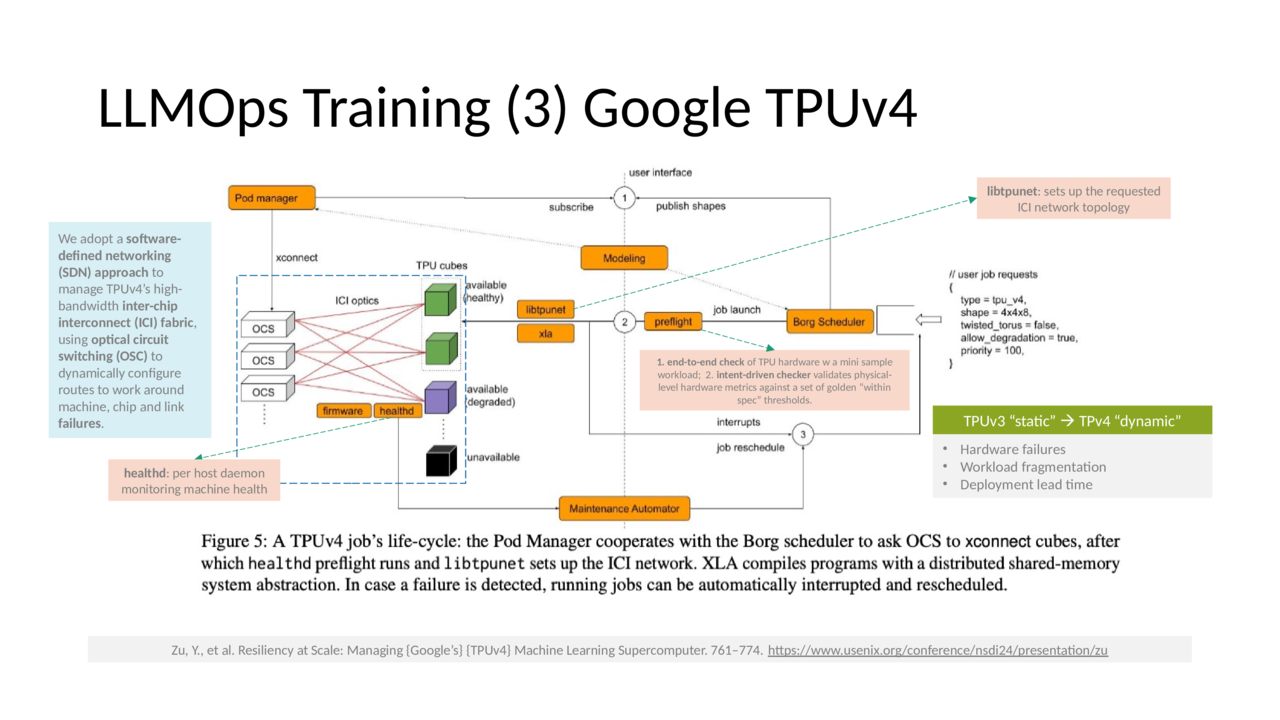 LLMOps Training (3) Google TPUv4
user interface
Pod manager
1
subscribe
publish shapes
libtpunet: sets up the requested
ICI network topology
We adopt a software-
defined networking
(SDN) approach to
manage TPUv4's high-
bandwidth inter-chip
interconnect (ICI) fabric,
using optical circuit
switching (OSC) to
dynamically configure
routes to work around
machine, chip and link
failures.
xconnect
Modeling
TPU cubes
ICI optics
available
(healthy)
OCS
OCS
OCS
libtpunet
xla
2
preflight
job launch
Borg Scheduler
// user job requests
{
type = tpu_v4,
shape = 4x4x8,
twisted_torus = false,
allow_degradation = true,
priority = 100,
}
1. end-to-end check of TPU hardware w a mini sample
workload; 2. intent-driven checker validates physical-
level hardware metrics against a set of golden "within
spec" thresholds.
available
(degraded)
firmware
healthd
interrupts
3
job reschedule
TPUv3 “static” → TPv4 “dynamic”
• Hardware failures
• Workload fragmentation
• Deployment lead time
unavailable
healthd: per host daemon
monitoring machine health
Maintenance Automator
Figure 5: A TPUv4 job's life-cycle: the Pod Manager cooperates with the Borg scheduler to ask OCS to xconnect cubes, after
which healthd preflight runs and libtpunet sets up the ICI network. XLA compiles programs with a distributed shared-memory
system abstraction. In case a failure is detected, running jobs can be automatically interrupted and rescheduled.
Zu, Y., et al. Resiliency at Scale: Managing {Google's} {TPUv4} Machine Learning Supercomputer. 761–774. https://www.usenix.org/conference/nsdi24/presentation/zu